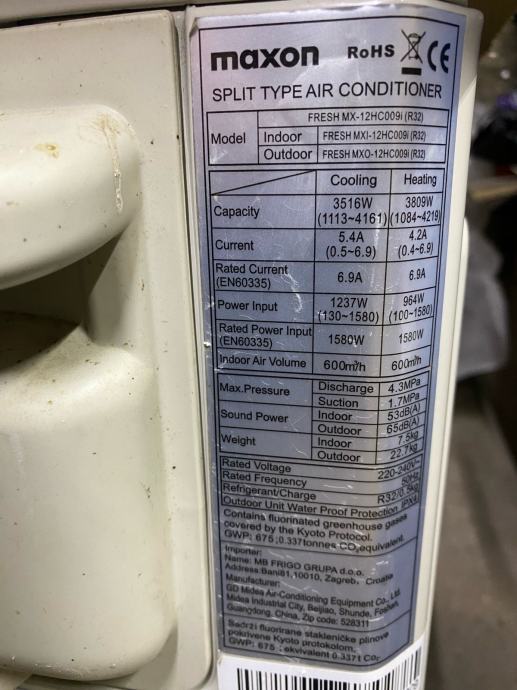 maxon RoHS CE
SPLIT TYPE AIR CONDITIONER
Model FRESH MX-12HC009i (R32)
Indoor FRESH MXI-12HC009i (R32)
Outdoor FRESH MXO-12HC009i (R32)
Cooling Heating
Capacity 3516W (1113~4161) 3809W (1084~4219)
Current 5.4A (0.5~6.9) 4.2A (0.4~6.9)
Rated Current (EN60335) 6.9A 6.9A
Power Input 1237W (130~1580) 964W (100~1580)
Rated Power Input (EN60335) 1580W 1580W
Indoor Air Volume 600m³/h 600m³/h
Max.Pressure Discharge 4.3MPa
Suction 1.7MPa
Sound Power Indoor 53dB(A)
Outdoor 65dB(A)
Weight Indoor 7.5kg
Outdoor 22.7kg
Rated Voltage 220-240V~
Rated Frequency 50Hz
Refrigerant/Charge R32/
Outdoor Unit Water Proof Protection IPX4
Contains fluorinated greenhouse gases
covered by the Kyoto Protocol.
GWP: 675 ;0.337tonnes CO₂equivalent.
Importer:
Name: MB FRIGO GRUPA d.o.o.
Address:Bani81,10010, Zagreb, Croatia
Manufacturer:
GD Midea Air-Conditioning Equipment Co., Ltd.
Midea Industrial City, Beijiao, Shunde, Foshan,
Guangdong, China, Zip code: 528311
Sadrži fluorirane stakleničke plinove
pokrivene Kyoto protokolom,
GWP: 675 ; ekvivalent 0.337t CO₂